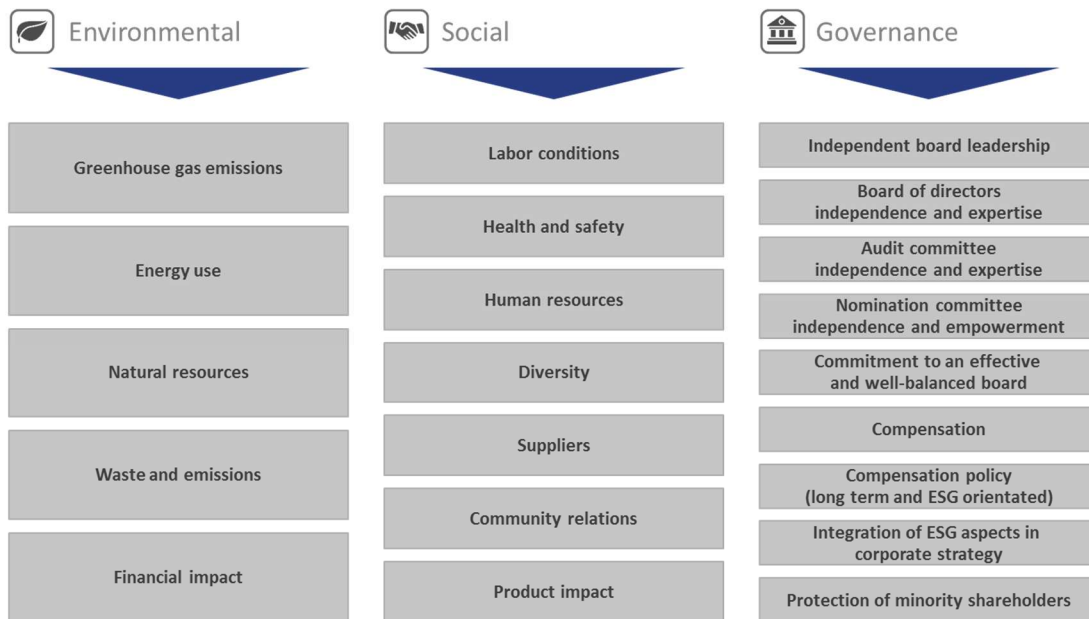 Environmental
Greenhouse gas emissions
Energy use
Natural resources
Waste and emissions
Financial impact
Social
Labor conditions
Health and safety
Human resources
Diversity
Suppliers
Community relations
Product impact
Governance
Independent board leadership
Board of directors
independence and expertise
Audit committee
independence and expertise
Nomination committee
independence and empowerment
Commitment to an effective
and well-balanced board
Compensation
Compensation policy
(long term and ESG orientated)
Integration of ESG aspects in
corporate strategy
Protection of minority shareholders